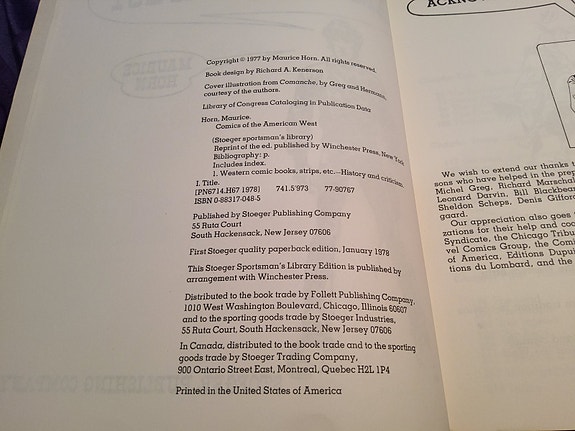 Copyright © 1977 by Maurice Horn. All rights reserved.
Book design by Richard A. Kenerson
Cover illustration from Comanche, by Greg and Hermann,
courtesy of the authors.
Library of Congress Cataloging in Publication Data
Horn, Maurice.
Comics of the American West
(Stoeger sportsman's library)
Reprint of the ed. published by Winchester Press, New York
Bibliography: p.
Includes index.
1. Western comic books, strips, etc.—History and criticism.
I. Title.
[PN6714.H67 1978] 741.5'973 77-90767
ISBN 0-88317-048-5
Published by Stoeger Publishing Company
55 Ruta Court
South Hackensack, New Jersey 07606
First Stoeger quality paperback edition, January 1978
This Stoeger Sportsman's Library Edition is published by
arrangement with Winchester Press.
Distributed to the book trade by Follett Publishing Company,
1010 West Washington Boulevard, Chicago, Illinois 60607
and to the sporting goods trade by Stoeger Industries,
55 Ruta Court, South Hackensack, New Jersey 07606
In Canada, distributed to the book trade and to the sporting
goods trade by Stoeger Trading Company,
900 Ontario Street East, Montreal, Quebec H2L 1P4
Printed in the United States of America
ACKNO
We wish to extend our thanks t
sons who have helped in the prep
Michel Greg, Richard Marschal
Leonard Darvin, Bill Blackbea
Sheldon Scheps, Denis Giffor
gaard.
Our appreciation also goes
zations for their help and coo
Syndicate, the Chicago Tribu
vel Comics Group, the Comi
of America, Editions Dupui
tions du Lombard, and the